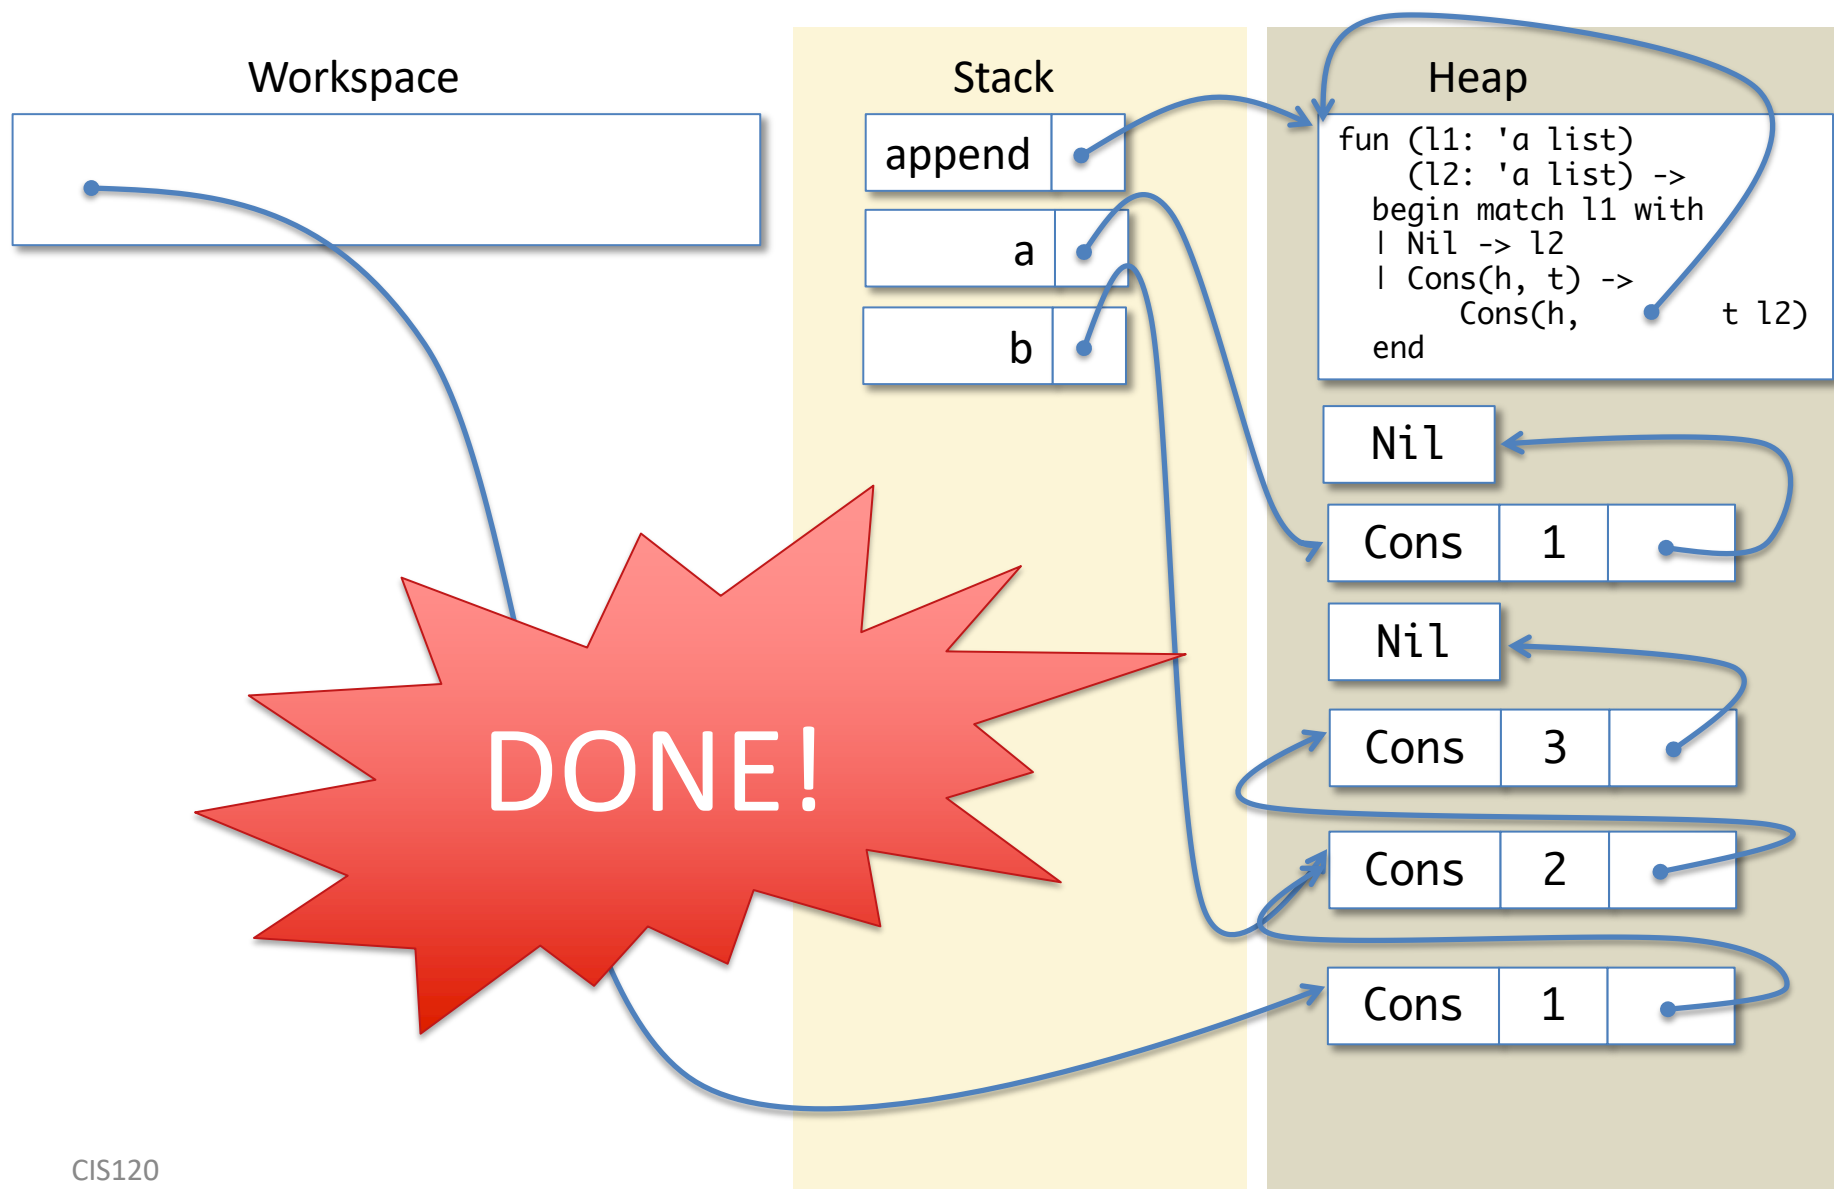 Workspace
Stack
Heap
append
a
b
fun (l1: 'a list)
(l2: 'a list) ->
begin match l1 with
| Nil -> l2
| Cons(h, t) ->
Cons(h, t l2)
end
Nil
Cons 1
Nil
Cons 3
Cons 2
Cons 1
DONE!
CIS120